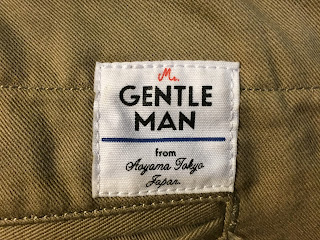 Mr.
GENTLE
MAN
from
Aoyama Tokyo
Japan.